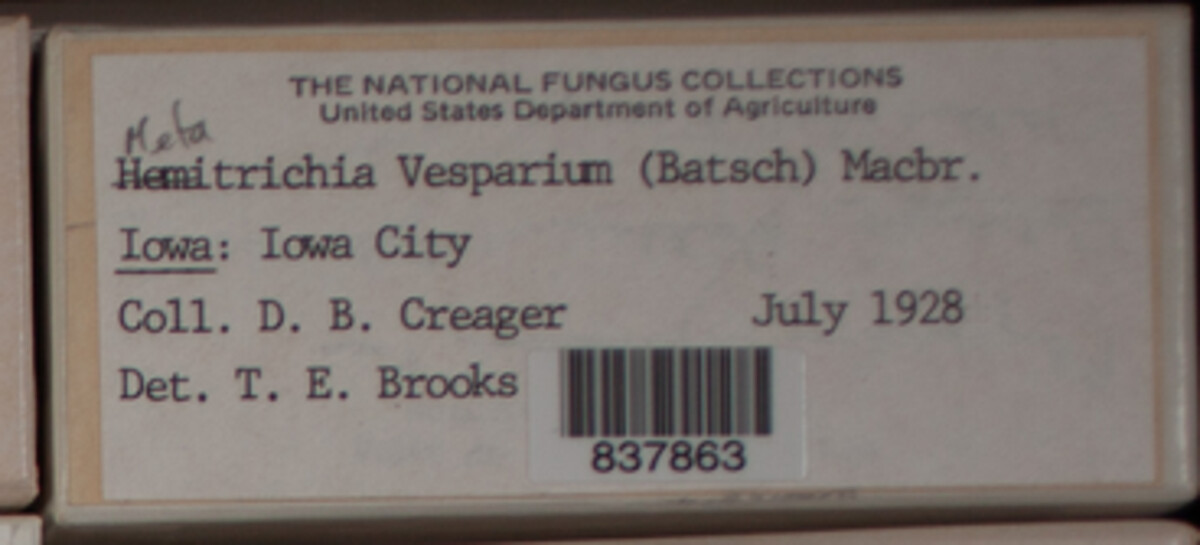 THE NATIONAL FUNGUS COLLECTIONS
United States Department of Agriculture
Meta
Hemitrichia Vesparium (Batsch) Macbr.
Iowa: Iowa City
Coll. D. B. Creager July 1928
Det. T. E. Brooks
837863